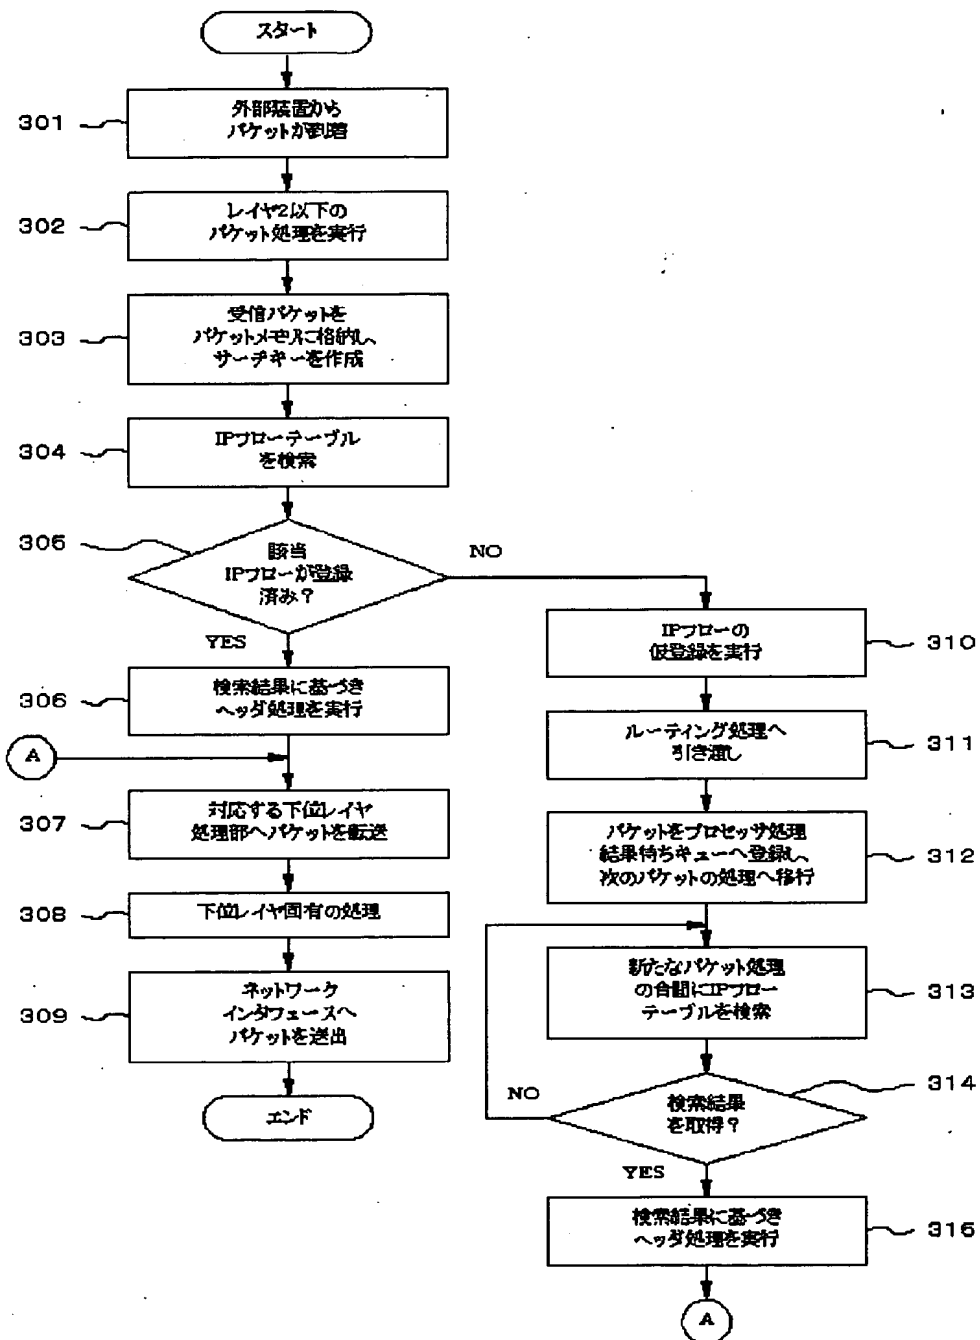 スタート
301
外部装置から
パケットが到着
302
レイヤ2以下の
パケット処理を実行
303
受信パケットを
パケットメモリに格納し、
サーチキーを作成
304
IPフローテーブル
を検索
305
該当
IPフローが登録
済み?
NO
YES
306
検索結果に基づき
ヘッダ処理を実行
A
307
対応する下位レイヤ
処理部へパケットを転送
308
下位レイヤ固有の処理
309
ネットワーク
インタフェースへ
パケットを送出
エンド
IPフローの
仮登録を実行
310
ルーティング処理へ
引き渡し
311
パケットをプロセッサ処理
結果待ちキューへ登録し、
次のパケットの処理へ移行
312
新たなパケット処理
の合間にIPフロー
テーブルを検索
313
検索結果
を取得?
314
NO
YES
検索結果に基づき
ヘッダ処理を実行
315
A